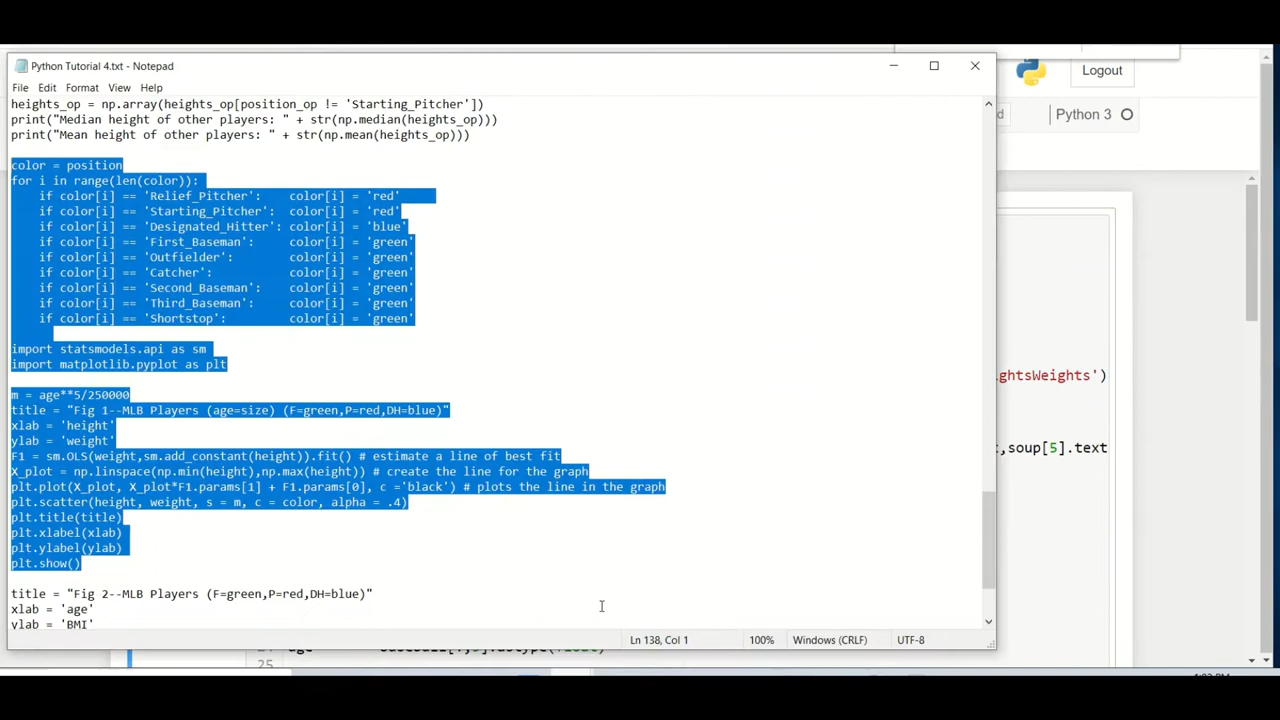 Python Tutorial 4.txt - Notepad
Logout
File Edit Format View Help
heights_op = np.array(heights_op[position_op != 'Starting_Pitcher'])
print("Median height of other players: " + str(np.median(heights_op)))
Python 3
print("Mean height of other players: " + str(np.mean(heights_op)))
color = position
for i in range(len(color)):
    if color[i] == 'Relief_Pitcher':    color[i] = 'red'
    if color[i] == 'Starting_Pitcher':  color[i] = 'red'
    if color[i] == 'Designated_Hitter': color[i] = 'blue'
    if color[i] == 'First_Baseman':     color[i] = 'green'
    if color[i] == 'Outfielder':        color[i] = 'green'
    if color[i] == 'Catcher':           color[i] = 'green'
    if color[i] == 'Second_Baseman':    color[i] = 'green'
    if color[i] == 'Third_Baseman':     color[i] = 'green'
    if color[i] == 'Shortstop':         color[i] = 'green'
import statsmodels.api as sm
import matplotlib.pyplot as plt
ghtsWeights')
m = age**5/250000
title = "Fig 1--MLB Players (age=size) (F=green,P=red,DH=blue)"
xlab = 'height'
ylab = 'weight'
,soup[5].text
F1 = sm.OLS(weight,sm.add_constant(height)).fit() # estimate a line of best fit
X_plot = np.linspace(np.min(height),np.max(height)) # create the line for the graph
plt.plot(X_plot, X_plot*F1.params[1] + F1.params[0], c ='black') # plots the line in the graph
plt.scatter(height, weight, s = m, c = color, alpha = .4)
plt.title(title)
plt.xlabel(xlab)
plt.ylabel(ylab)
plt.show()
title = "Fig 2--MLB Players (F=green,P=red,DH=blue)"
xlab = 'age'
ylab = 'BMI'
Ln 138, Col 1 100% Windows (CRLF) UTF-8
25